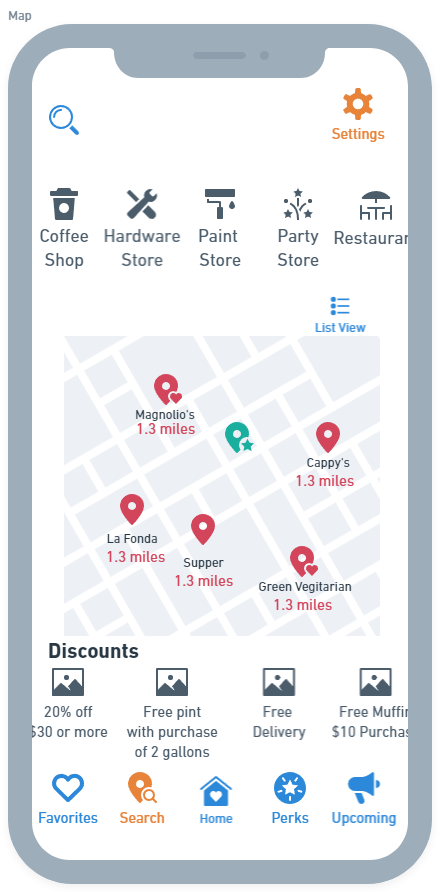 Map
Settings
Coffee Shop
Hardware Store
Paint Store
Party Store
Restaurar
List View
Magnolio's
1.3 miles
Cappy's
1.3 miles
La Fonda
1.3 miles
Supper
1.3 miles
Green Vegitarian
1.3 miles
Discounts
20% off
$30 or more
Free pint
with purchase
of 2 gallons
Free
Delivery
Free Muffin
$10 Purchas
Favorites
Search
Home
Perks
Upcoming